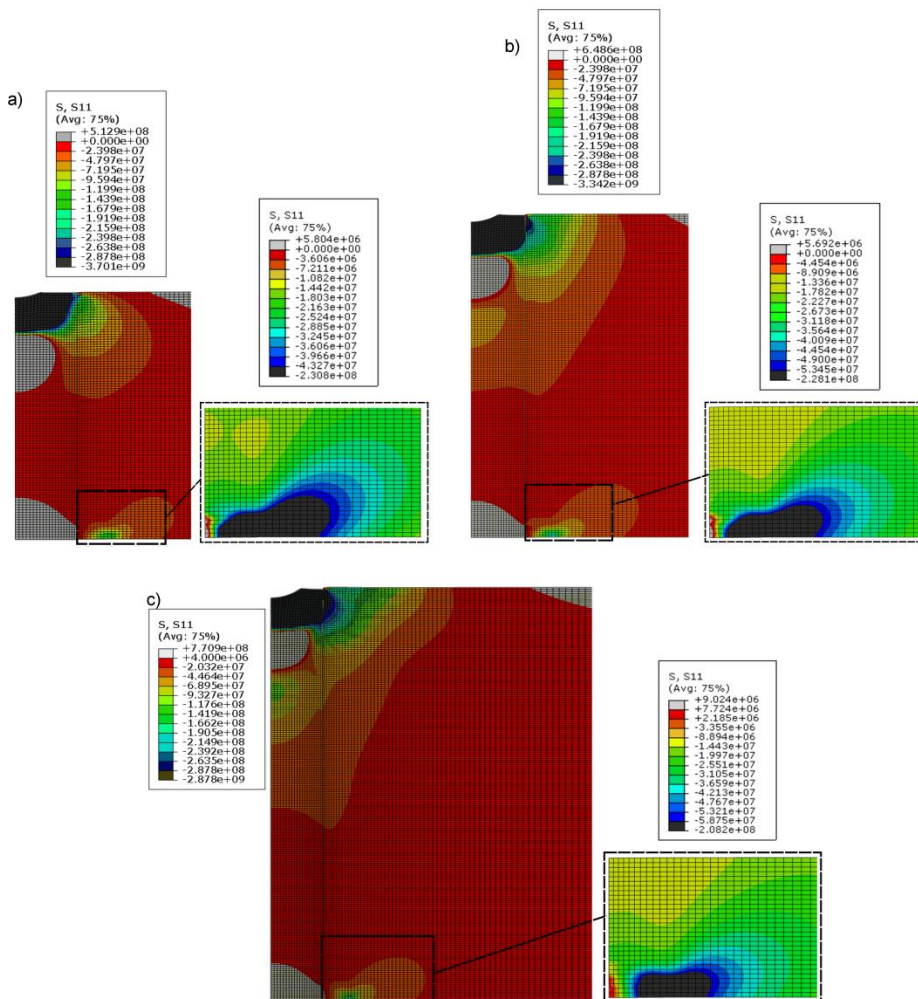 a)
S, S11
(Avg: 75%)
+5.129e+08
+0.000e+00
-2.398e+07
-4.797e+07
-7.195e+07
-9.594e+07
-1.199e+08
-1.439e+08
-1.679e+08
-1.919e+08
-2.159e+08
-2.398e+08
-2.638e+08
-2.878e+08
-3.701e+09
S, S11
(Avg: 75%)
+5.804e+06
+0.000e+00
-3.606e+06
-7.211e+06
-1.082e+07
-1.442e+07
-1.803e+07
-2.163e+07
-2.524e+07
-2.885e+07
-3.245e+07
-3.606e+07
-3.966e+07
-4.327e+07
-2.308e+08
b)
S, S11
(Avg: 75%)
+6.486e+08
+0.000e+00
-2.398e+07
-4.797e+07
-7.195e+07
-9.594e+07
-1.199e+08
-1.439e+08
-1.679e+08
-1.919e+08
-2.159e+08
-2.398e+08
-2.638e+08
-2.878e+08
-3.342e+09
S, S11
(Avg: 75%)
+5.692e+06
+0.000e+00
-4.454e+06
-8.909e+06
-1.336e+07
-1.782e+07
-2.227e+07
-2.673e+07
-3.118e+07
-3.564e+07
-4.009e+07
-4.454e+07
-4.900e+07
-5.345e+07
-2.281e+08
c)
S, S11
(Avg: 75%)
+7.709e+08
+4.000e+06
-2.032e+07
-4.464e+07
-6.895e+07
-9.327e+07
-1.176e+08
-1.419e+08
-1.662e+08
-1.905e+08
-2.149e+08
-2.392e+08
-2.635e+08
-2.878e+08
-2.878e+09
S, S11
(Avg: 75%)
+9.024e+06
+7.724e+06
+2.185e+06
-3.355e+06
-8.894e+06
-1.443e+07
-1.997e+07
-2.551e+07
-3.105e+07
-3.659e+07
-4.213e+07
-4.767e+07
-5.321e+07
-5.875e+07
-2.082e+08